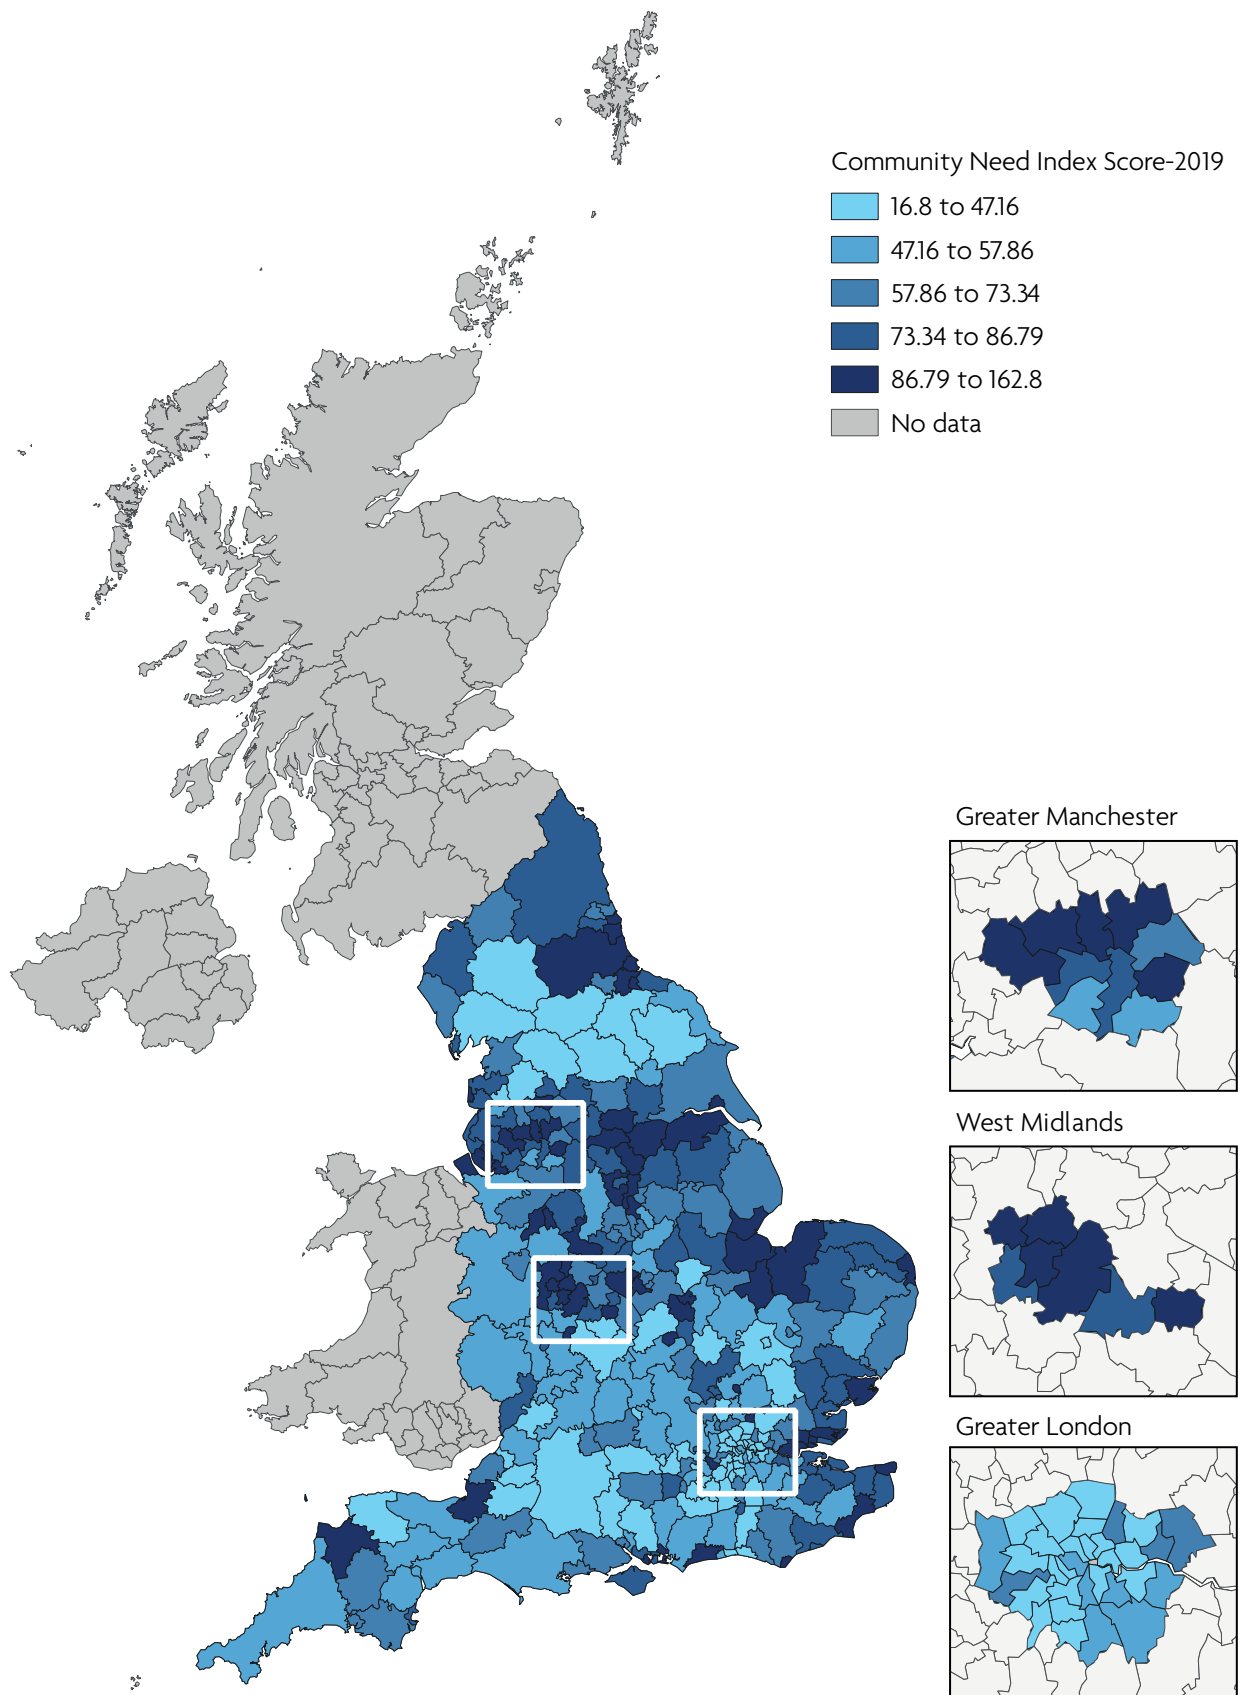 Community Need Index Score-2019
16.8 to 47.16
47.16 to 57.86
57.86 to 73.34
73.34 to 86.79
86.79 to 162.8
No data
Greater Manchester
West Midlands
Greater London